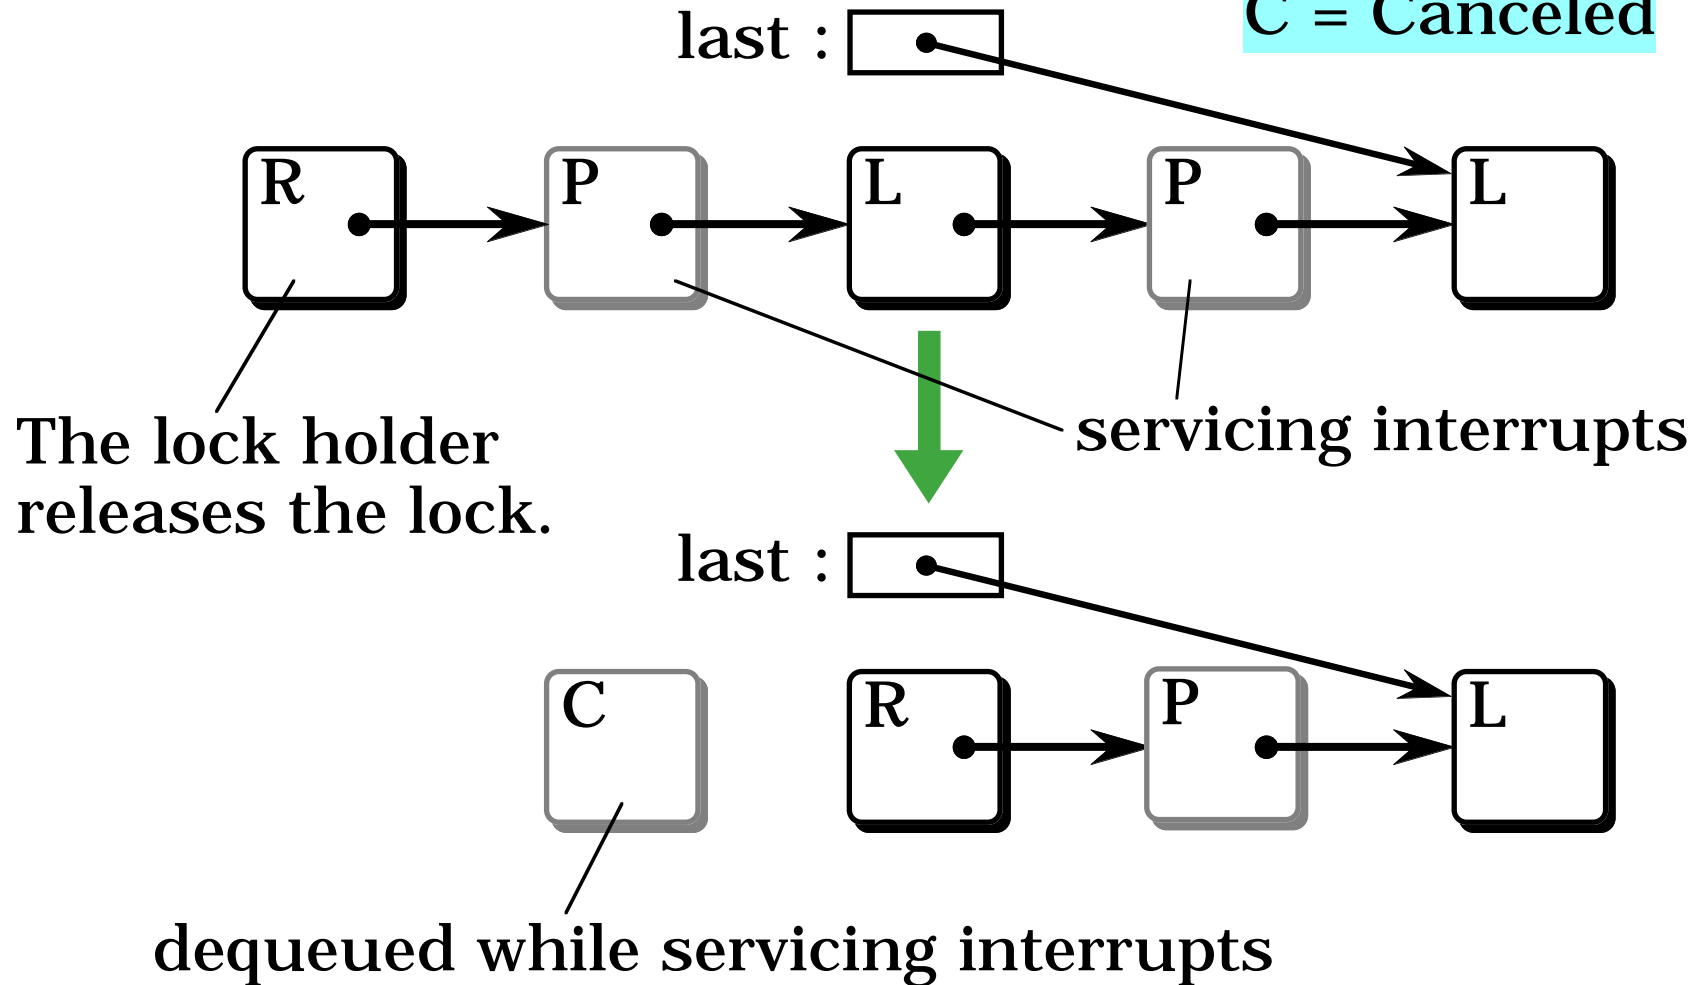 C = Canceled
last :
R P L P L
The lock holder
releases the lock.
servicing interrupts
last :
C R P L
dequeued while servicing interrupts